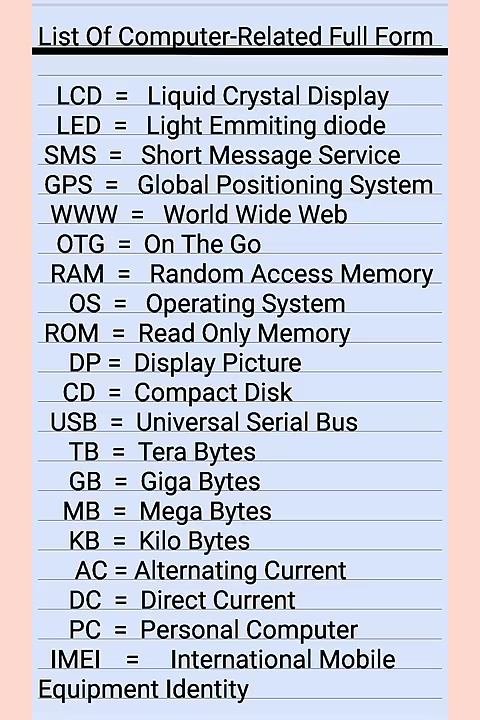 List Of Computer-Related Full Form
LCD = Liquid Crystal Display
LED = Light Emmiting diode
SMS = Short Message Service
GPS = Global Positioning System
WWW = World Wide Web
OTG = On The Go
RAM = Random Access Memory
OS = Operating System
ROM = Read Only Memory
DP = Display Picture
CD = Compact Disk
USB = Universal Serial Bus
TB = Tera Bytes
GB = Giga Bytes
MB = Mega Bytes
KB = Kilo Bytes
AC = Alternating Current
DC = Direct Current
PC = Personal Computer
IMEI = International Mobile
Equipment Identity